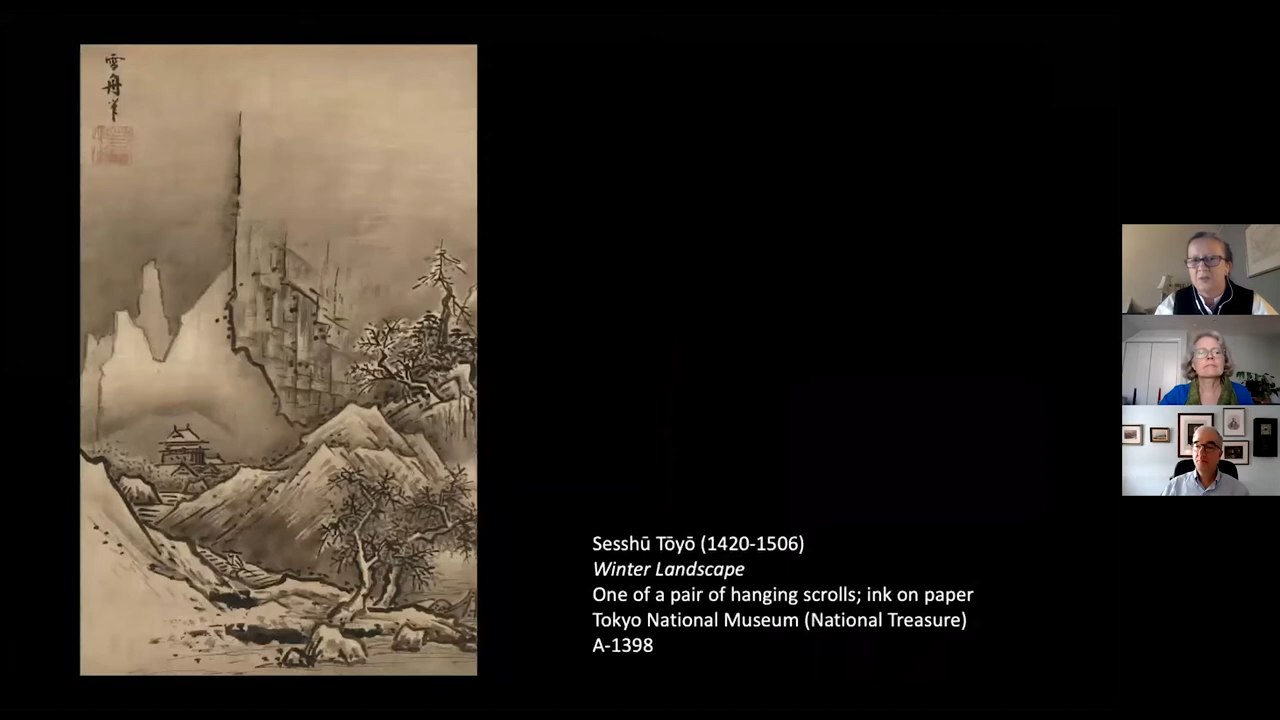 雪舟筆
Sesshū Tōyō (1420-1506)
Winter Landscape
One of a pair of hanging scrolls; ink on paper
Tokyo National Museum (National Treasure)
A-1398